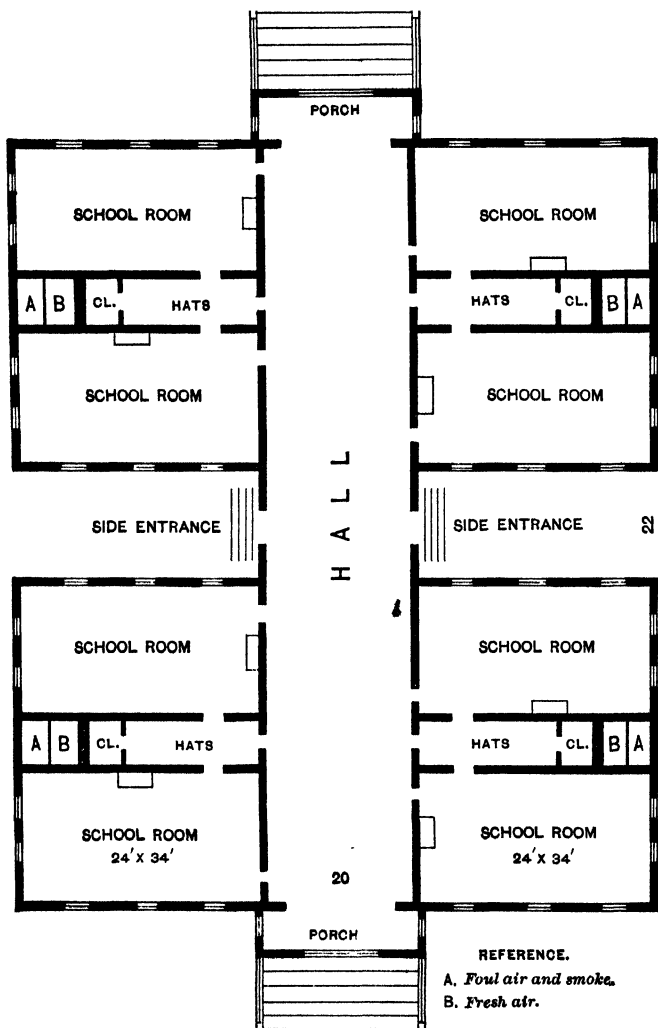 PORCH
SCHOOL ROOM
SCHOOL ROOM
A B CL. HATS
HATS CL. B A
SCHOOL ROOM
SCHOOL ROOM
HALL
SIDE ENTRANCE
SIDE ENTRANCE
22
SCHOOL ROOM
SCHOOL ROOM
A B CL. HATS
HATS CL. B A
SCHOOL ROOM
24′ X 34′
SCHOOL ROOM
24′ X 34′
20
PORCH
REFERENCE.
A. Foul air and smoke.
B. Fresh air.